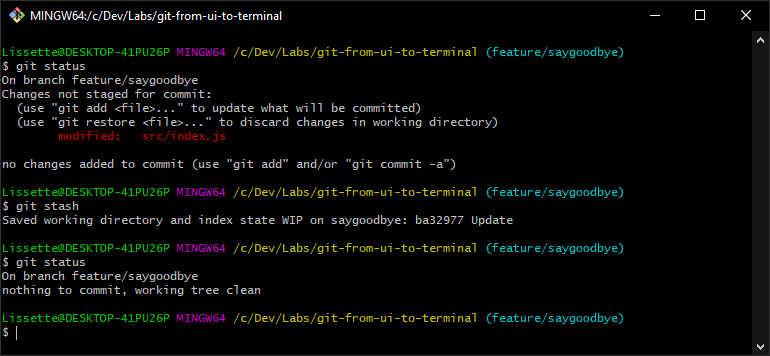 MINGW64:/c/Dev/Labs/git-from-ui-to-terminal
Lissette@DESKTOP-41PU26P MINGW64 /c/Dev/Labs/git-from-ui-to-terminal (feature/saygoodbye)
$ git status
On branch feature/saygoodbye
Changes not staged for commit:
  (use "git add <file>..." to update what will be committed)
  (use "git restore <file>..." to discard changes in working directory)
        modified:   src/index.js
no changes added to commit (use "git add" and/or "git commit -a")
Lissette@DESKTOP-41PU26P MINGW64 /c/Dev/Labs/git-from-ui-to-terminal (feature/saygoodbye)
$ git stash
Saved working directory and index state WIP on saygoodbye: ba32977 Update
Lissette@DESKTOP-41PU26P MINGW64 /c/Dev/Labs/git-from-ui-to-terminal (feature/saygoodbye)
$ git status
On branch feature/saygoodbye
nothing to commit, working tree clean
Lissette@DESKTOP-41PU26P MINGW64 /c/Dev/Labs/git-from-ui-to-terminal (feature/saygoodbye)
$